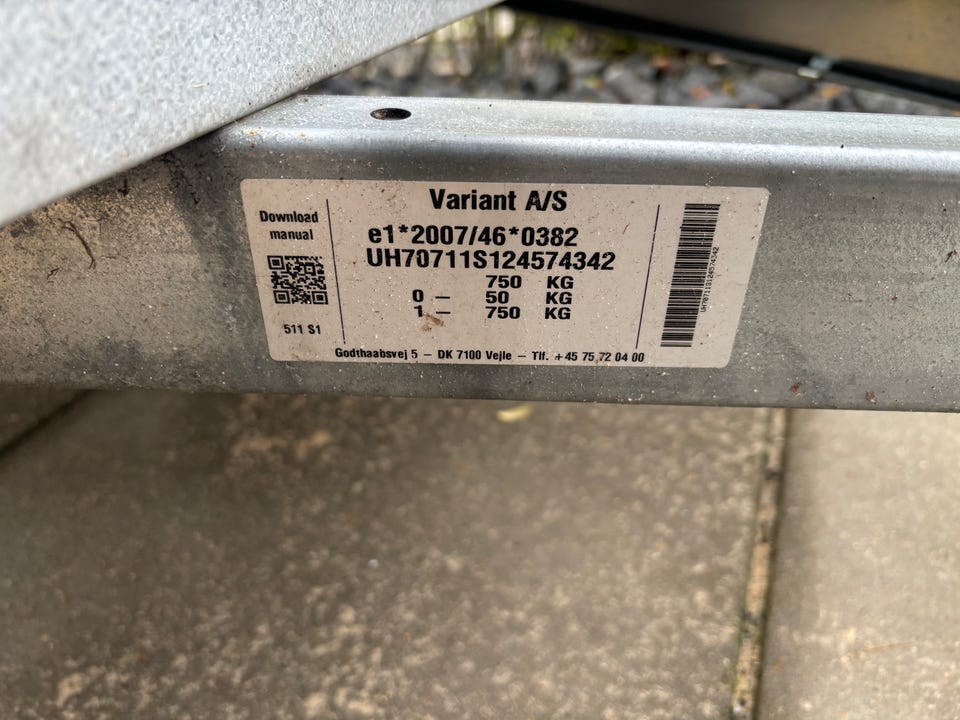 Download
manual
511 S1
Variant A/S
e1*2007/46*0382
UH70711S124574342
750 KG
0 – 50 KG
1 – 750 KG
Godthaabsvej 5 – DK 7100 Vejle – Tlf. +45 75 72 04 00
UH70711S124574342